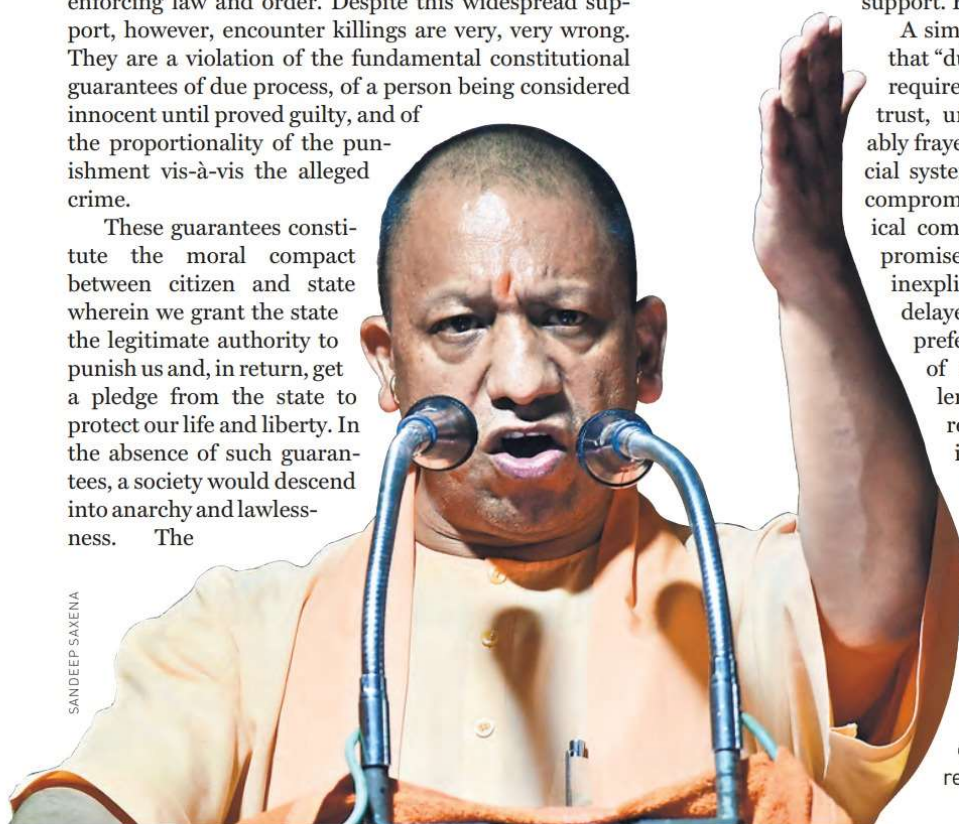 enforcing law and order. Despite this widespread sup-
port, however, encounter killings are very, very wrong.
They are a violation of the fundamental constitutional
guarantees of due process, of a person being considered
innocent until proved guilty, and of
the proportionality of the pun-
ishment vis-à-vis the alleged
crime.
These guarantees consti-
tute the moral compact
between citizen and state
wherein we grant the state
the legitimate authority to
punish us and, in return, get
a pledge from the state to
protect our life and liberty. In
the absence of such guaran-
tees, a society would descend
into anarchy and lawless-
ness. The
SANDEEP SAXENA
support.
A sim
that “du
require
trust, un
ably fraye
cial syste
comprom
ical com
promise
inexpli
delaye
prefe
of
ler
re
i
re